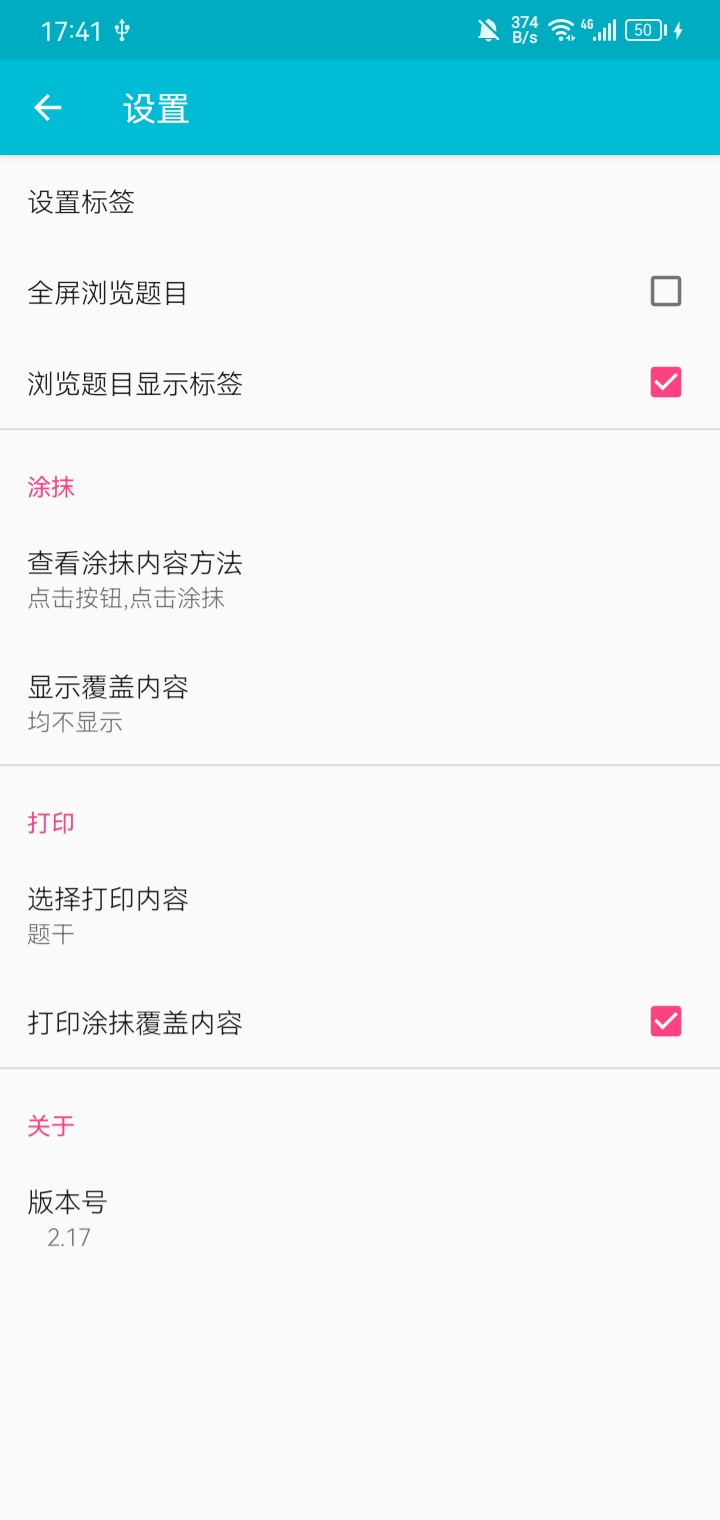 17:41
374
B/s
4G
50
设置
设置标签
全屏浏览题目
浏览题目显示标签
涂抹
查看涂抹内容方法
点击按钮,点击涂抹
显示覆盖内容
均不显示
打印
选择打印内容
题干
打印涂抹覆盖内容
关于
版本号
2.17